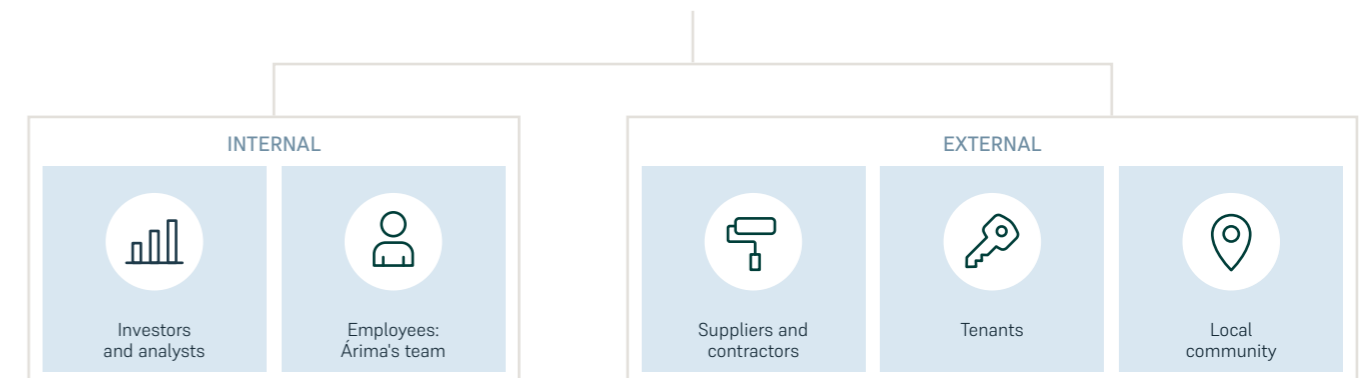 INTERNAL
Investors
and analysts
Employees:
Árima's team
EXTERNAL
Suppliers and
contractors
Tenants
Local
community